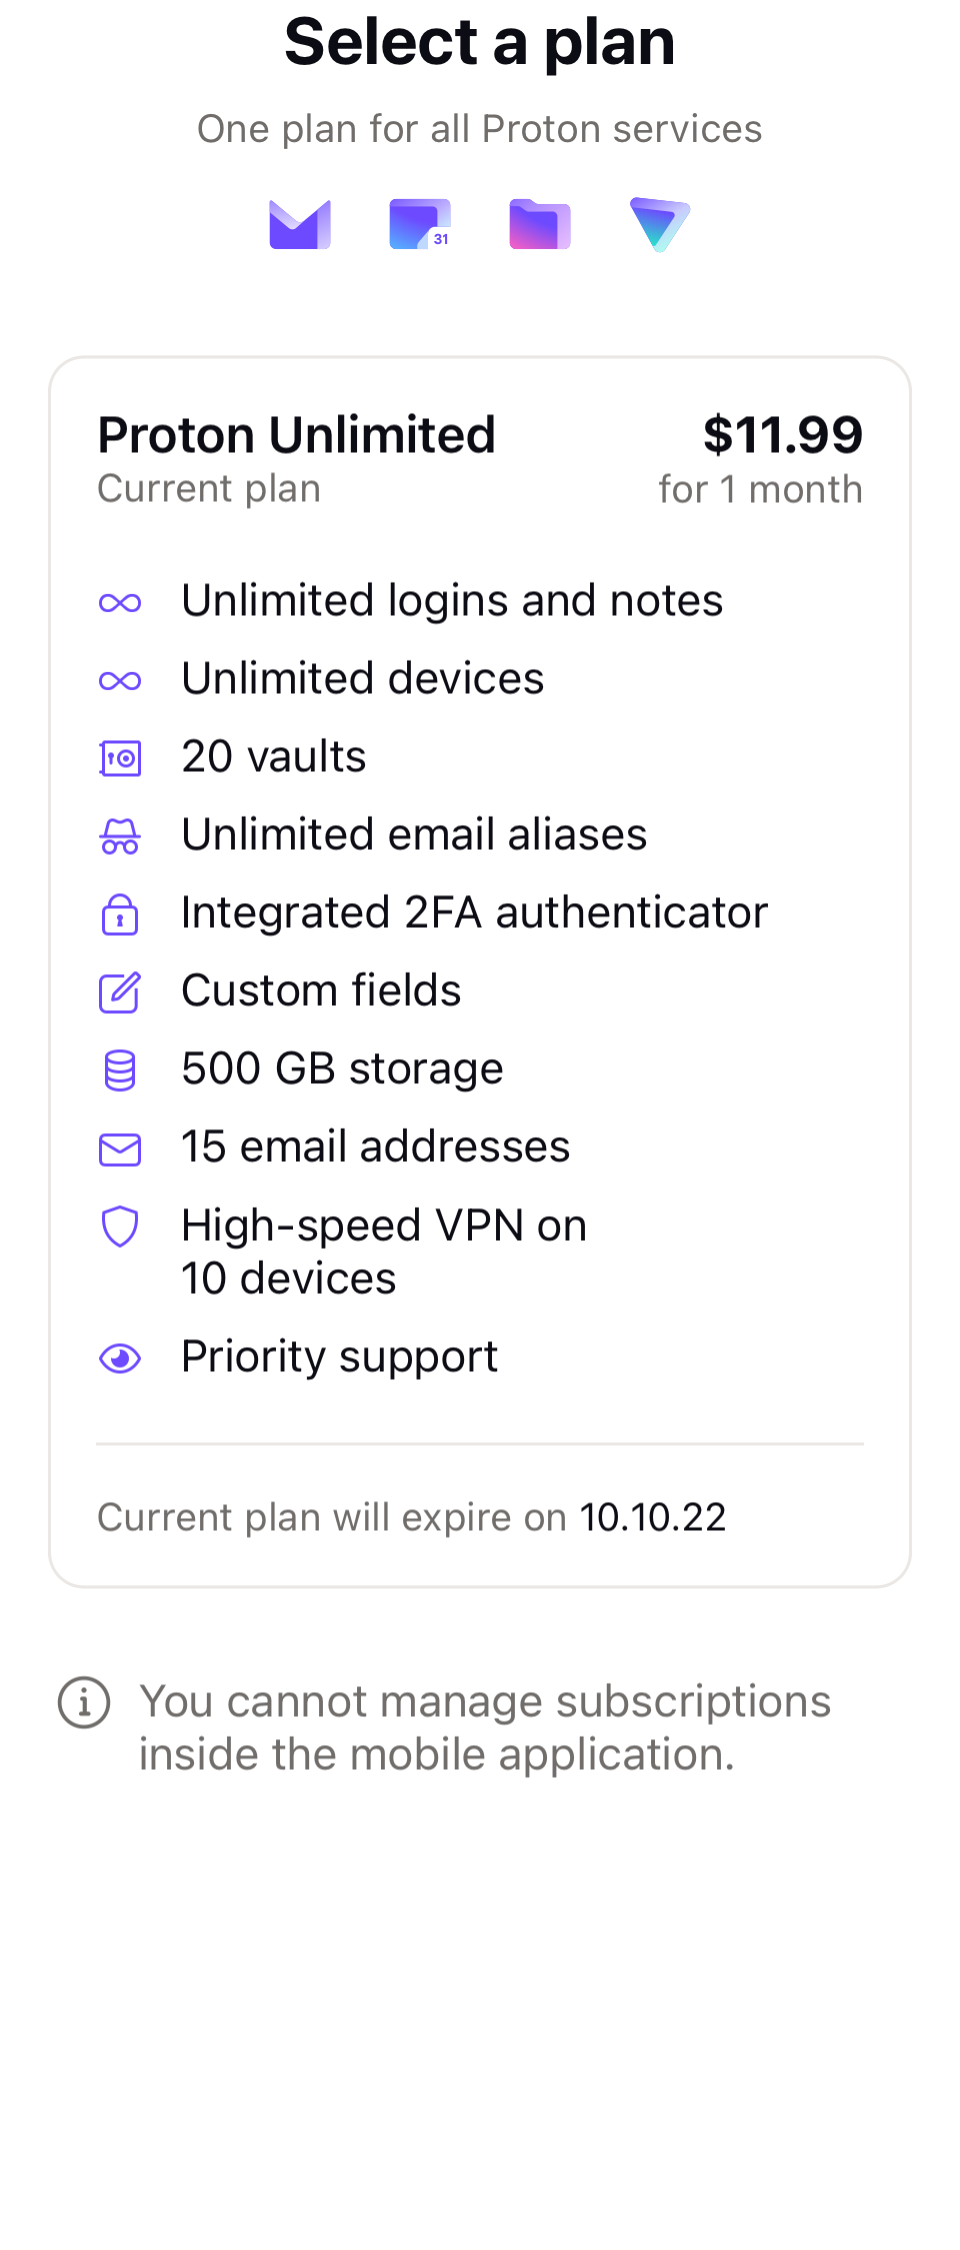 Select a plan
One plan for all Proton services
31
Proton Unlimited
$11.99
Current plan
for 1 month
Unlimited logins and notes
Unlimited devices
20 vaults
Unlimited email aliases
Integrated 2FA authenticator
Custom fields
500 GB storage
15 email addresses
High-speed VPN on
10 devices
Priority support
Current plan will expire on 10.10.22
You cannot manage subscriptions
inside the mobile application.